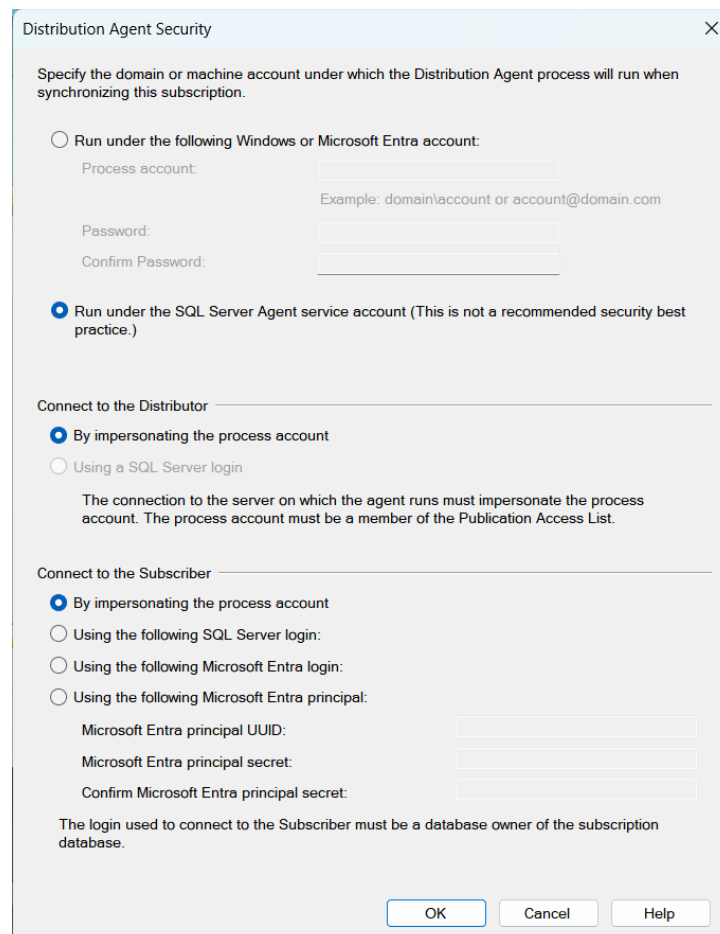 Distribution Agent Security
Specify the domain or machine account under which the Distribution Agent process will run when
synchronizing this subscription.
Run under the following Windows or Microsoft Entra account:
Process account:
Example: domain\account or account@domain.com
Password:
Confirm Password:
Run under the SQL Server Agent service account (This is not a recommended security best
practice.)
Connect to the Distributor
By impersonating the process account
Using a SQL Server login
The connection to the server on which the agent runs must impersonate the process
account. The process account must be a member of the Publication Access List.
Connect to the Subscriber
By impersonating the process account
Using the following SQL Server login:
Using the following Microsoft Entra login:
Using the following Microsoft Entra principal:
Microsoft Entra principal UUID:
Microsoft Entra principal secret:
Confirm Microsoft Entra principal secret:
The login used to connect to the Subscriber must be a database owner of the subscription
database.
OK
Cancel
Help